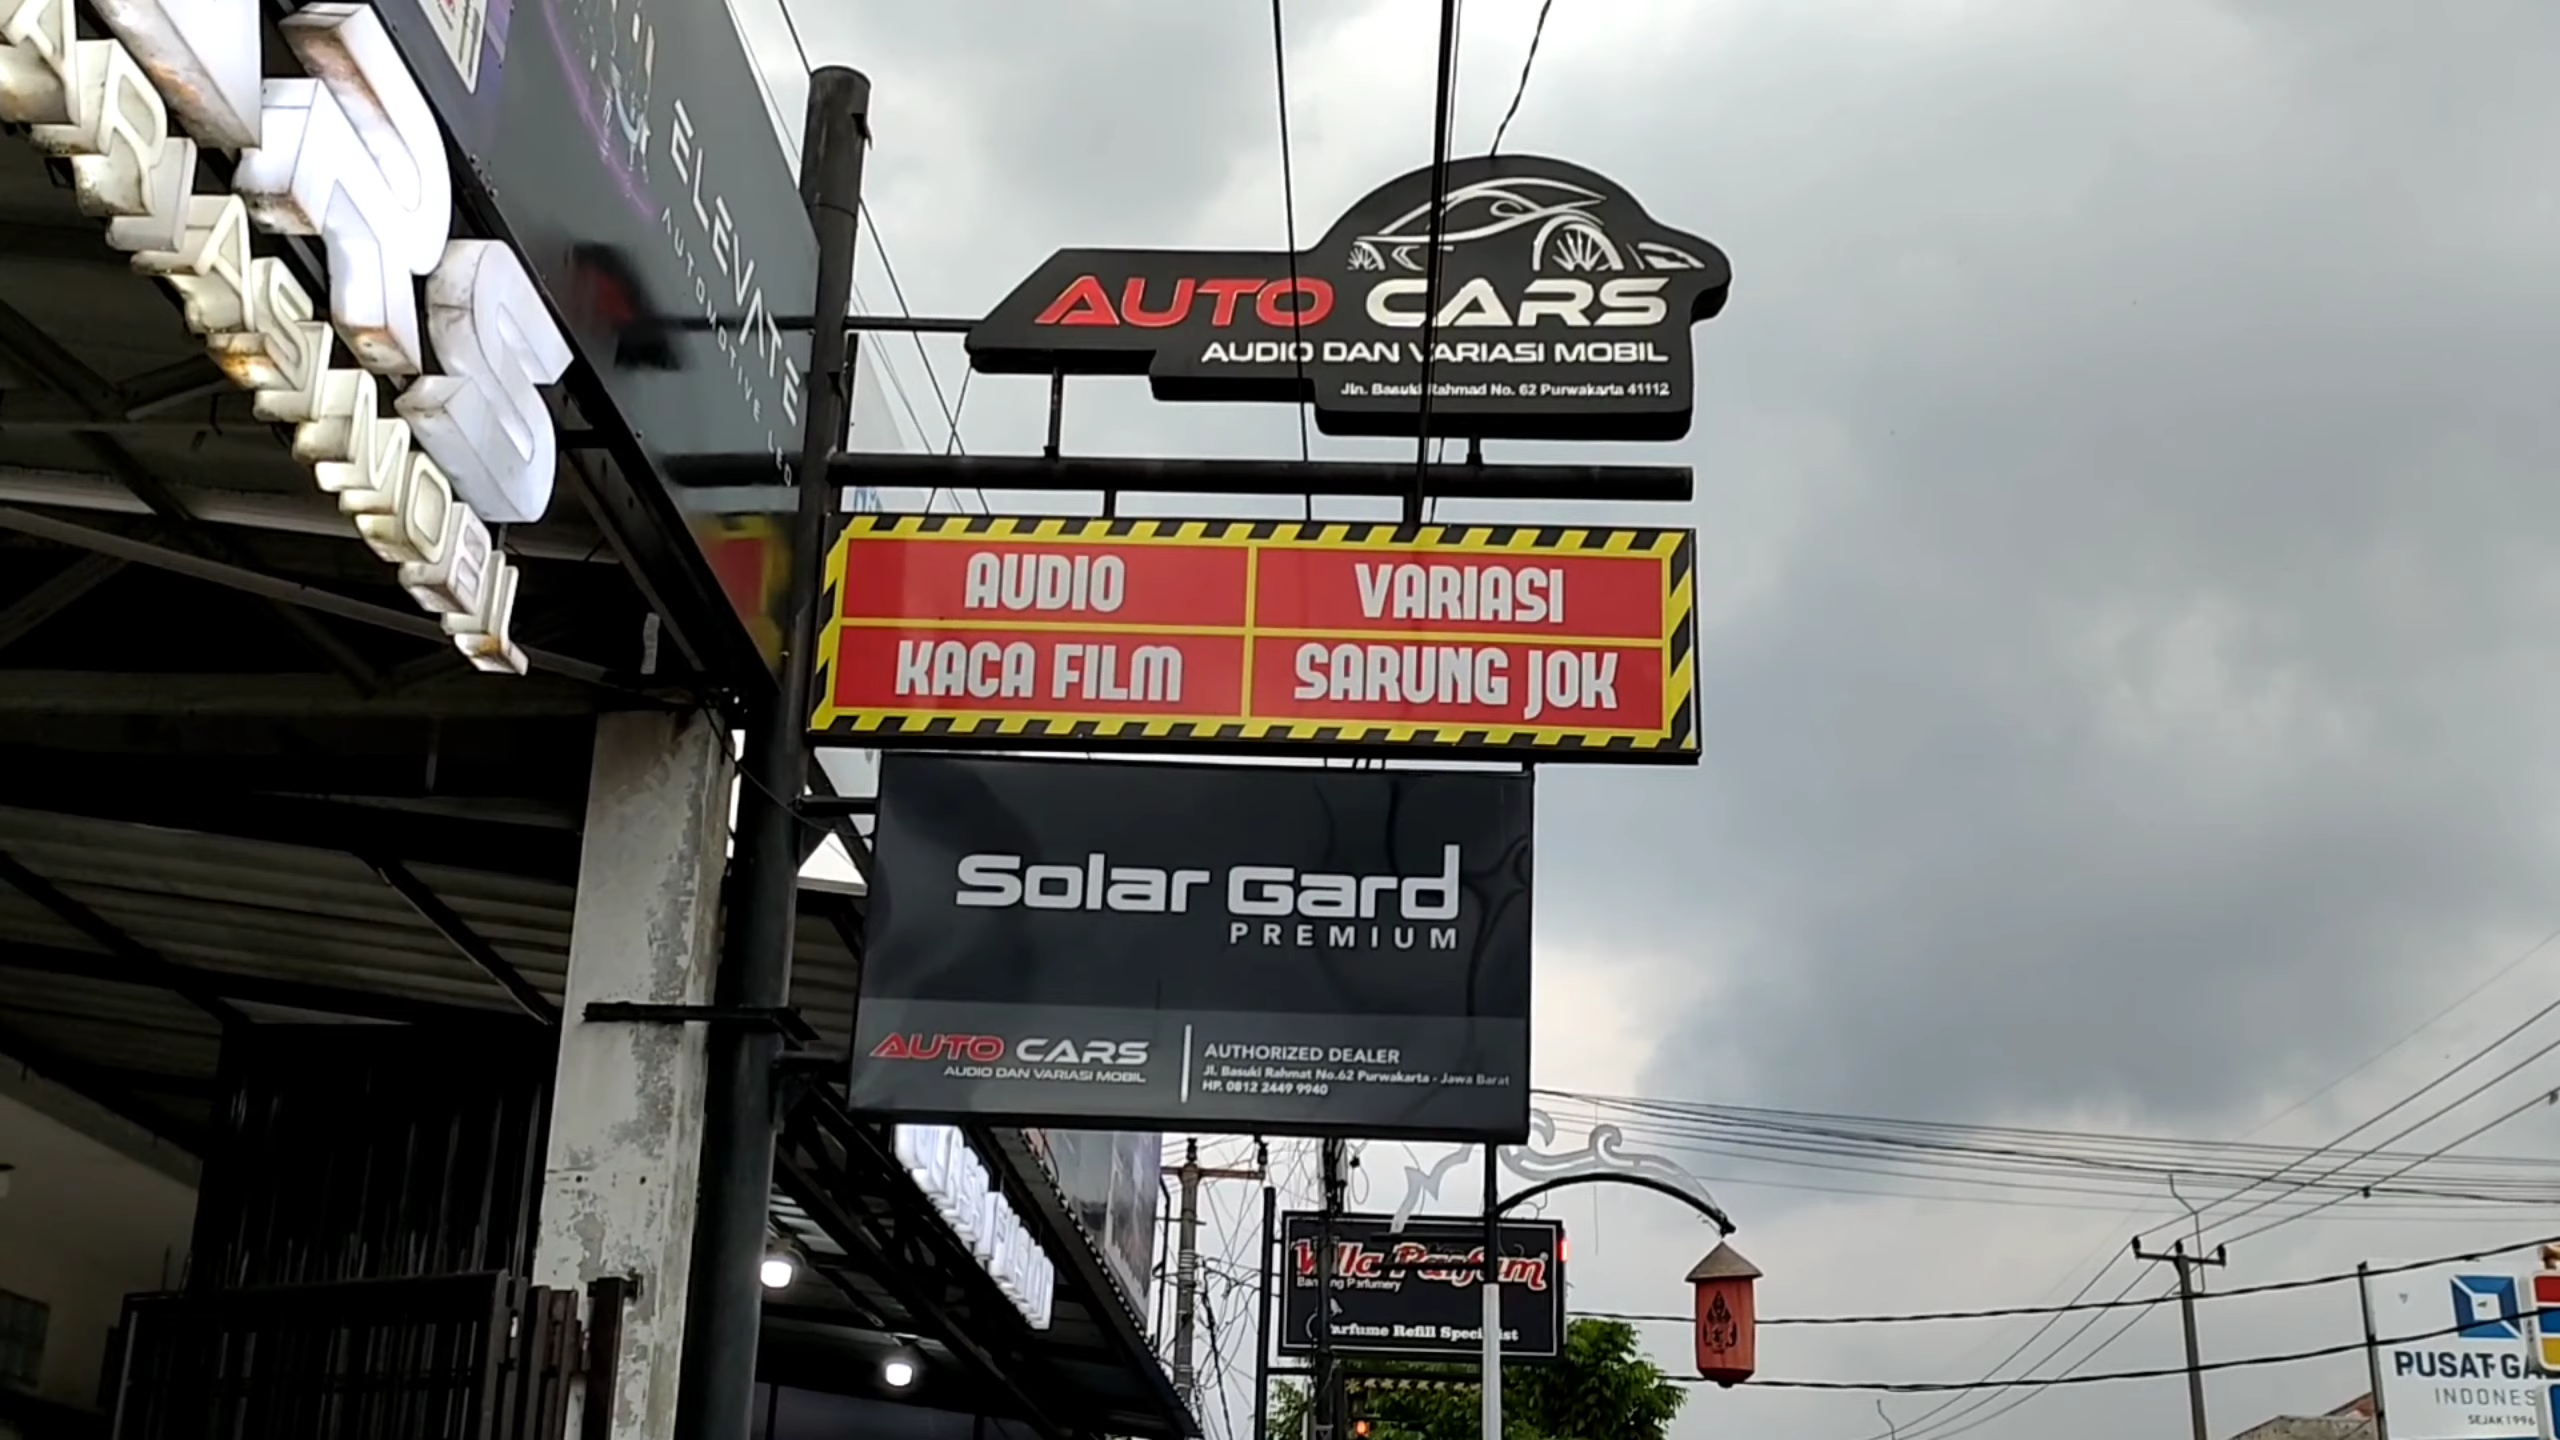 ELEVATE
AUTOMOTIVE LED
AUTO CARS
AUDIO DAN VARIASI MOBIL
Jln. Basuki Rahmad No. 62 Purwakarta 41112
AUDIO
VARIASI
KACA FILM
SARUNG JOK
Solar Gard
PREMIUM
AUTO CARS
AUDIO DAN VARIASI MOBIL
AUTHORIZED DEALER
Jl. Basuki Rahmat No.62 Purwakarta - Jawa Barat
HP. 0812 2449 9940
Villa Parfum
Bandung Parfumery
Parfume Refill Specialist
PUSAT GA
INDONES
SEJAK 1996
RS
ARIASI MOBIL